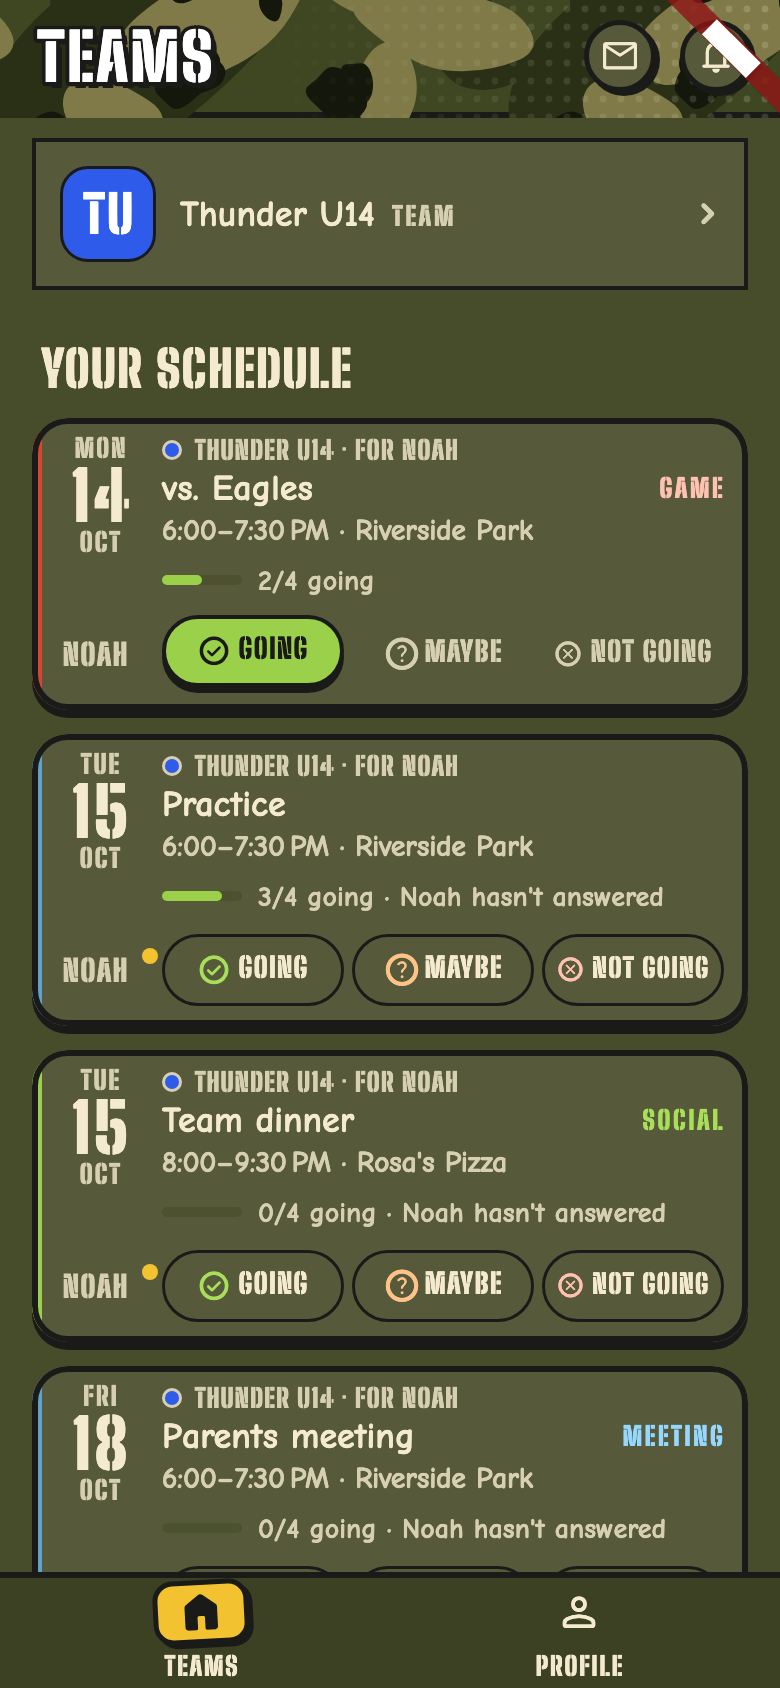 TEAMS
TU
Thunder U14 TEAM
YOUR SCHEDULE
MON
14
OCT
THUNDER U14 · FOR NOAH
vs. Eagles
GAME
6:00–7:30 PM · Riverside Park
2/4 going
NOAH
GOING
MAYBE
NOT GOING
TUE
15
OCT
THUNDER U14 · FOR NOAH
Practice
6:00–7:30 PM · Riverside Park
3/4 going · Noah hasn't answered
NOAH
GOING
MAYBE
NOT GOING
TUE
15
OCT
THUNDER U14 · FOR NOAH
Team dinner
SOCIAL
8:00–9:30 PM · Rosa's Pizza
0/4 going · Noah hasn't answered
NOAH
GOING
MAYBE
NOT GOING
FRI
18
OCT
THUNDER U14 · FOR NOAH
Parents meeting
MEETING
6:00–7:30 PM · Riverside Park
0/4 going · Noah hasn't answered
TEAMS
PROFILE